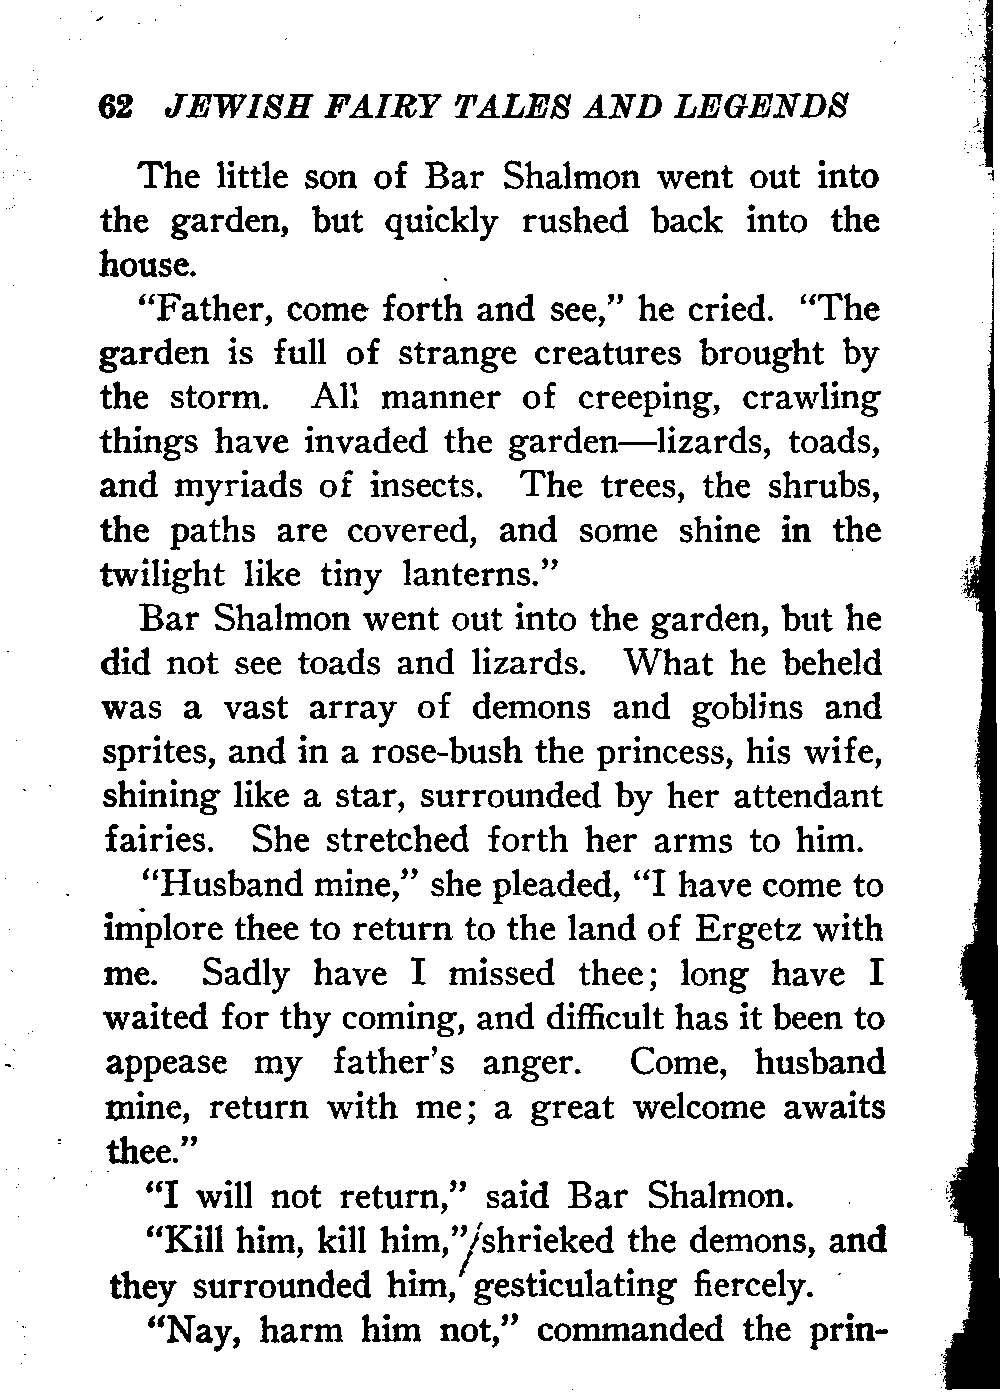 62 JEWISH FAIRY TALES AND LEGENDS
The little son of Bar Shalmon went out into
the garden, but quickly rushed back into the
house.
“Father, come forth and see,” he cried. “The
garden is full of strange creatures brought by
the storm. All manner of creeping, crawling
things have invaded the garden—lizards, toads,
and myriads of insects. The trees, the shrubs,
the paths are covered, and some shine in the
twilight like tiny lanterns.”
Bar Shalmon went out into the garden, but he
did not see toads and lizards. What he beheld
was a vast array of demons and goblins and
sprites, and in a rose-bush the princess, his wife,
shining like a star, surrounded by her attendant
fairies. She stretched forth her arms to him.
“Husband mine,” she pleaded, “I have come to
implore thee to return to the land of Ergetz with
me. Sadly have I missed thee; long have I
waited for thy coming, and difficult has it been to
appease my father’s anger. Come, husband
mine, return with me; a great welcome awaits
thee.”
“I will not return,” said Bar Shalmon.
“Kill him, kill him,” shrieked the demons, and
they surrounded him, gesticulating fiercely.
“Nay, harm him not,” commanded the prin-